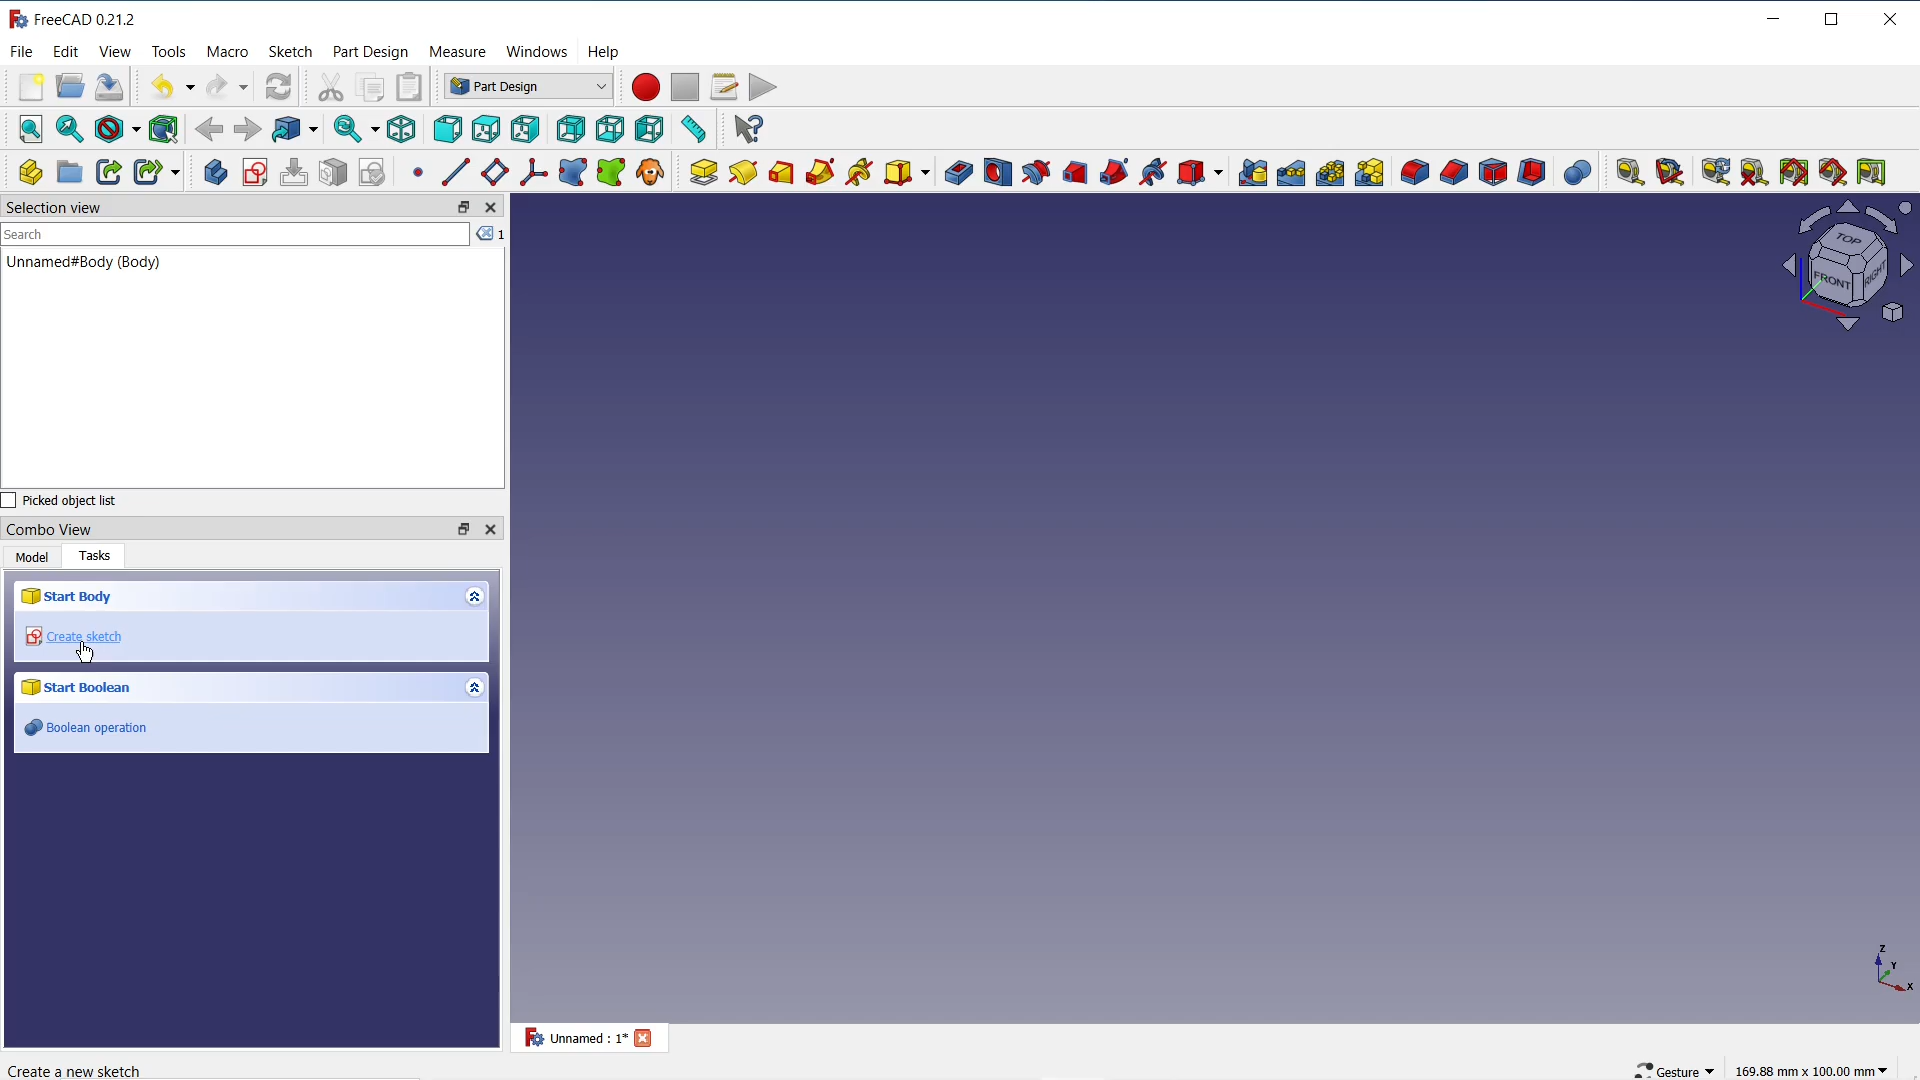 FreeCAD 0.21.2
File Edit View Tools Macro Sketch Part Design Measure Windows Help
Part Design
Selection view
Search
1
Unnamed#Body (Body)
Picked object list
Combo View
Model Tasks
Start Body
Create sketch
Start Boolean
Boolean operation
TOP
FRONT
RIGHT
Z
Y
X
Unnamed : 1*
Create a new sketch
Gesture
169.88 mm x 100.00 mm